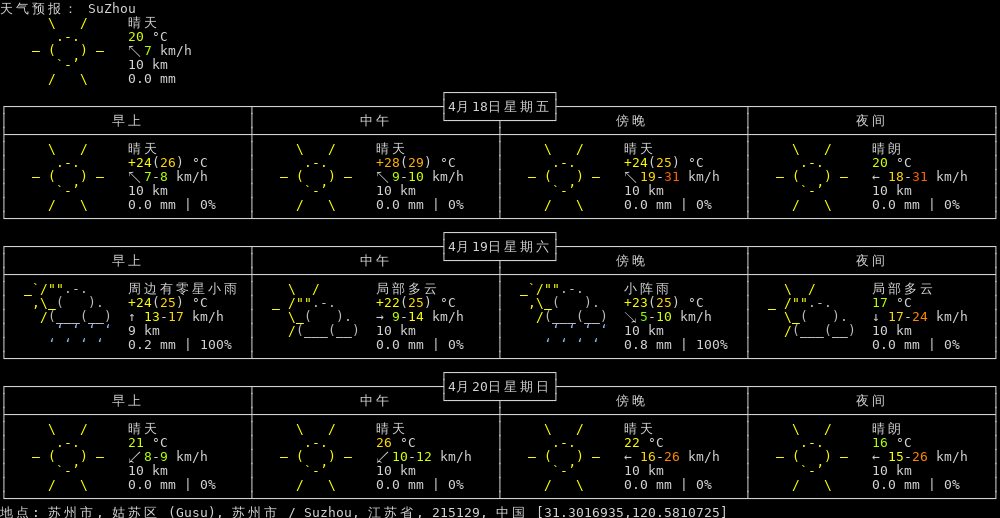 天气预报: SuZhou
晴天
20 °C
↖ 7 km/h
10 km
0.0 mm
4月18日星期五
早上 中午 傍晚 夜间
晴天 晴天 晴天 晴朗
+24(26) °C +28(29) °C +24(25) °C 20 °C
↖ 7-8 km/h ↖ 9-10 km/h ↖ 19-31 km/h ← 18-31 km/h
10 km 10 km 10 km 10 km
0.0 mm | 0% 0.0 mm | 0% 0.0 mm | 0% 0.0 mm | 0%
4月19日星期六
早上 中午 傍晚 夜间
周边有零星小雨 局部多云 小阵雨 局部多云
+24(25) °C +22(25) °C +23(25) °C 17 °C
↑ 13-17 km/h → 9-14 km/h ↘ 5-10 km/h ↓ 17-24 km/h
9 km 10 km 10 km 10 km
0.2 mm | 100% 0.0 mm | 0% 0.8 mm | 100% 0.0 mm | 0%
4月20日星期日
早上 中午 傍晚 夜间
晴天 晴天 晴天 晴朗
21 °C 26 °C 22 °C 16 °C
↙ 8-9 km/h ↙ 10-12 km/h ← 16-26 km/h ← 15-26 km/h
10 km 10 km 10 km 10 km
0.0 mm | 0% 0.0 mm | 0% 0.0 mm | 0% 0.0 mm | 0%
地点: 苏州市, 姑苏区 (Gusu), 苏州市 / Suzhou, 江苏省, 215129, 中国 [31.3016935,120.5810725]